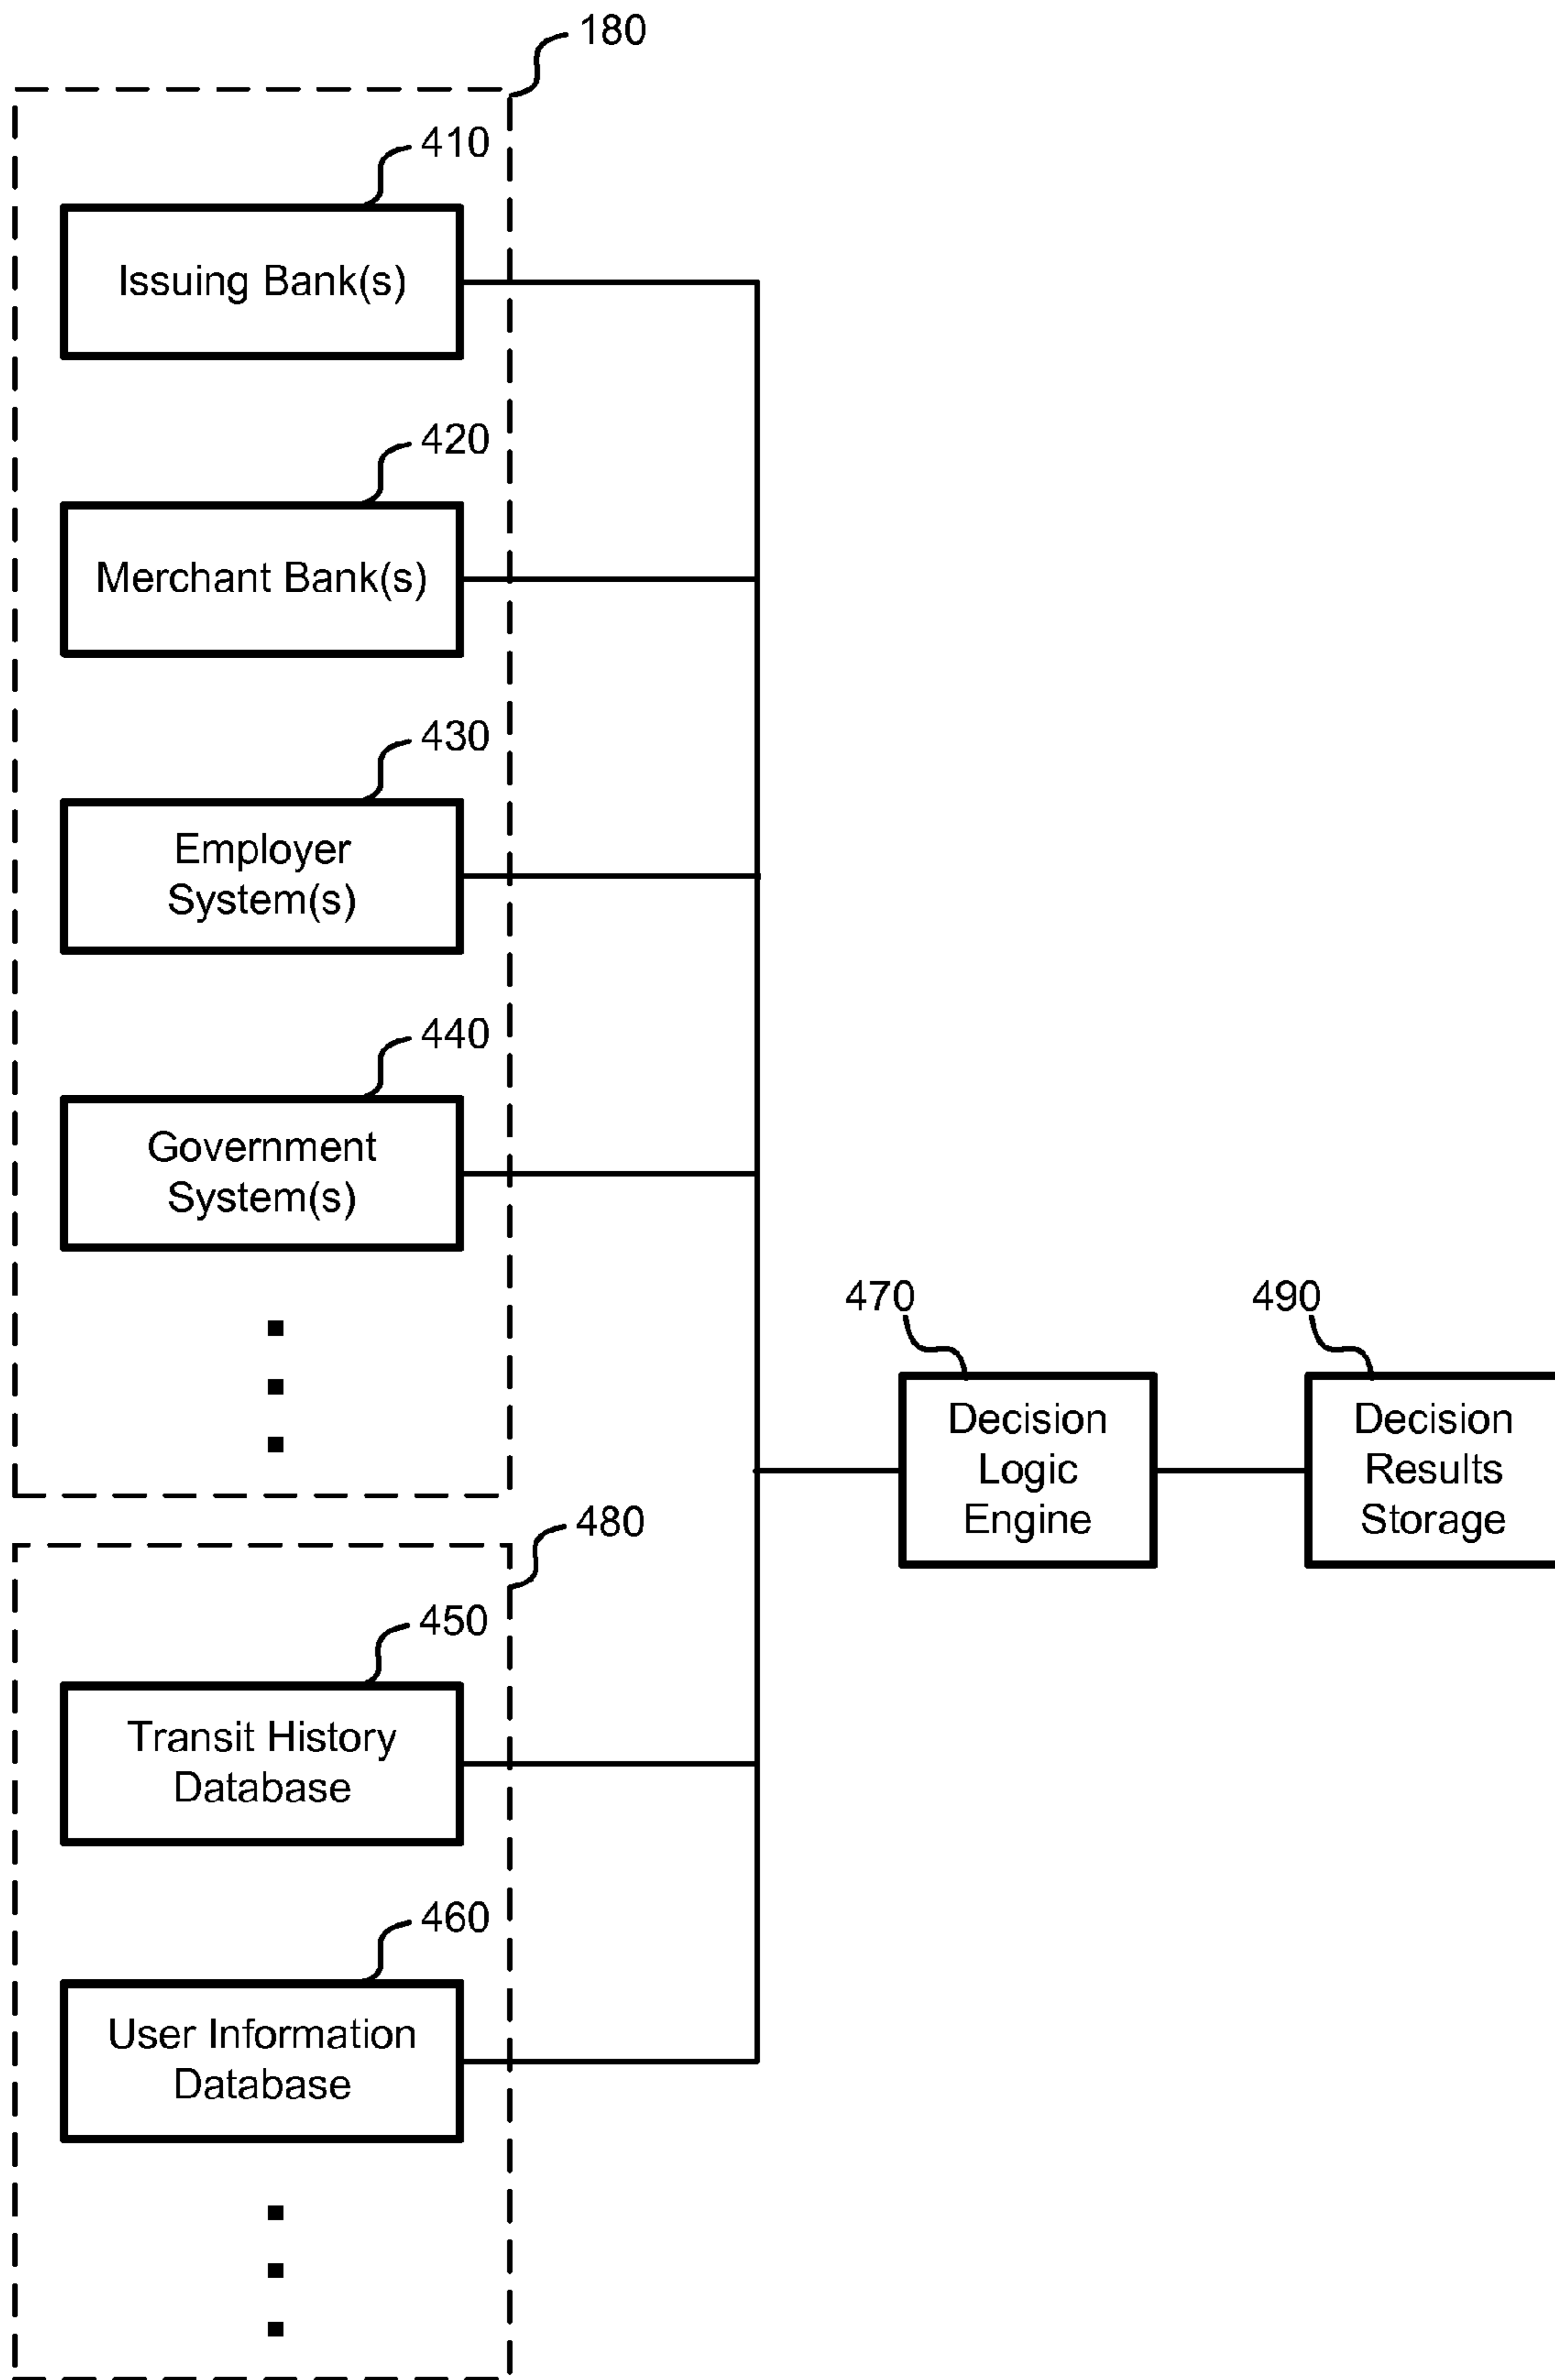 180
410
Issuing Bank(s)
420
Merchant Bank(s)
430
Employer
System(s)
440
Government
System(s)
470
Decision
Logic
Engine
490
Decision
Results
Storage
480
450
Transit History
Database
460
User Information
Database